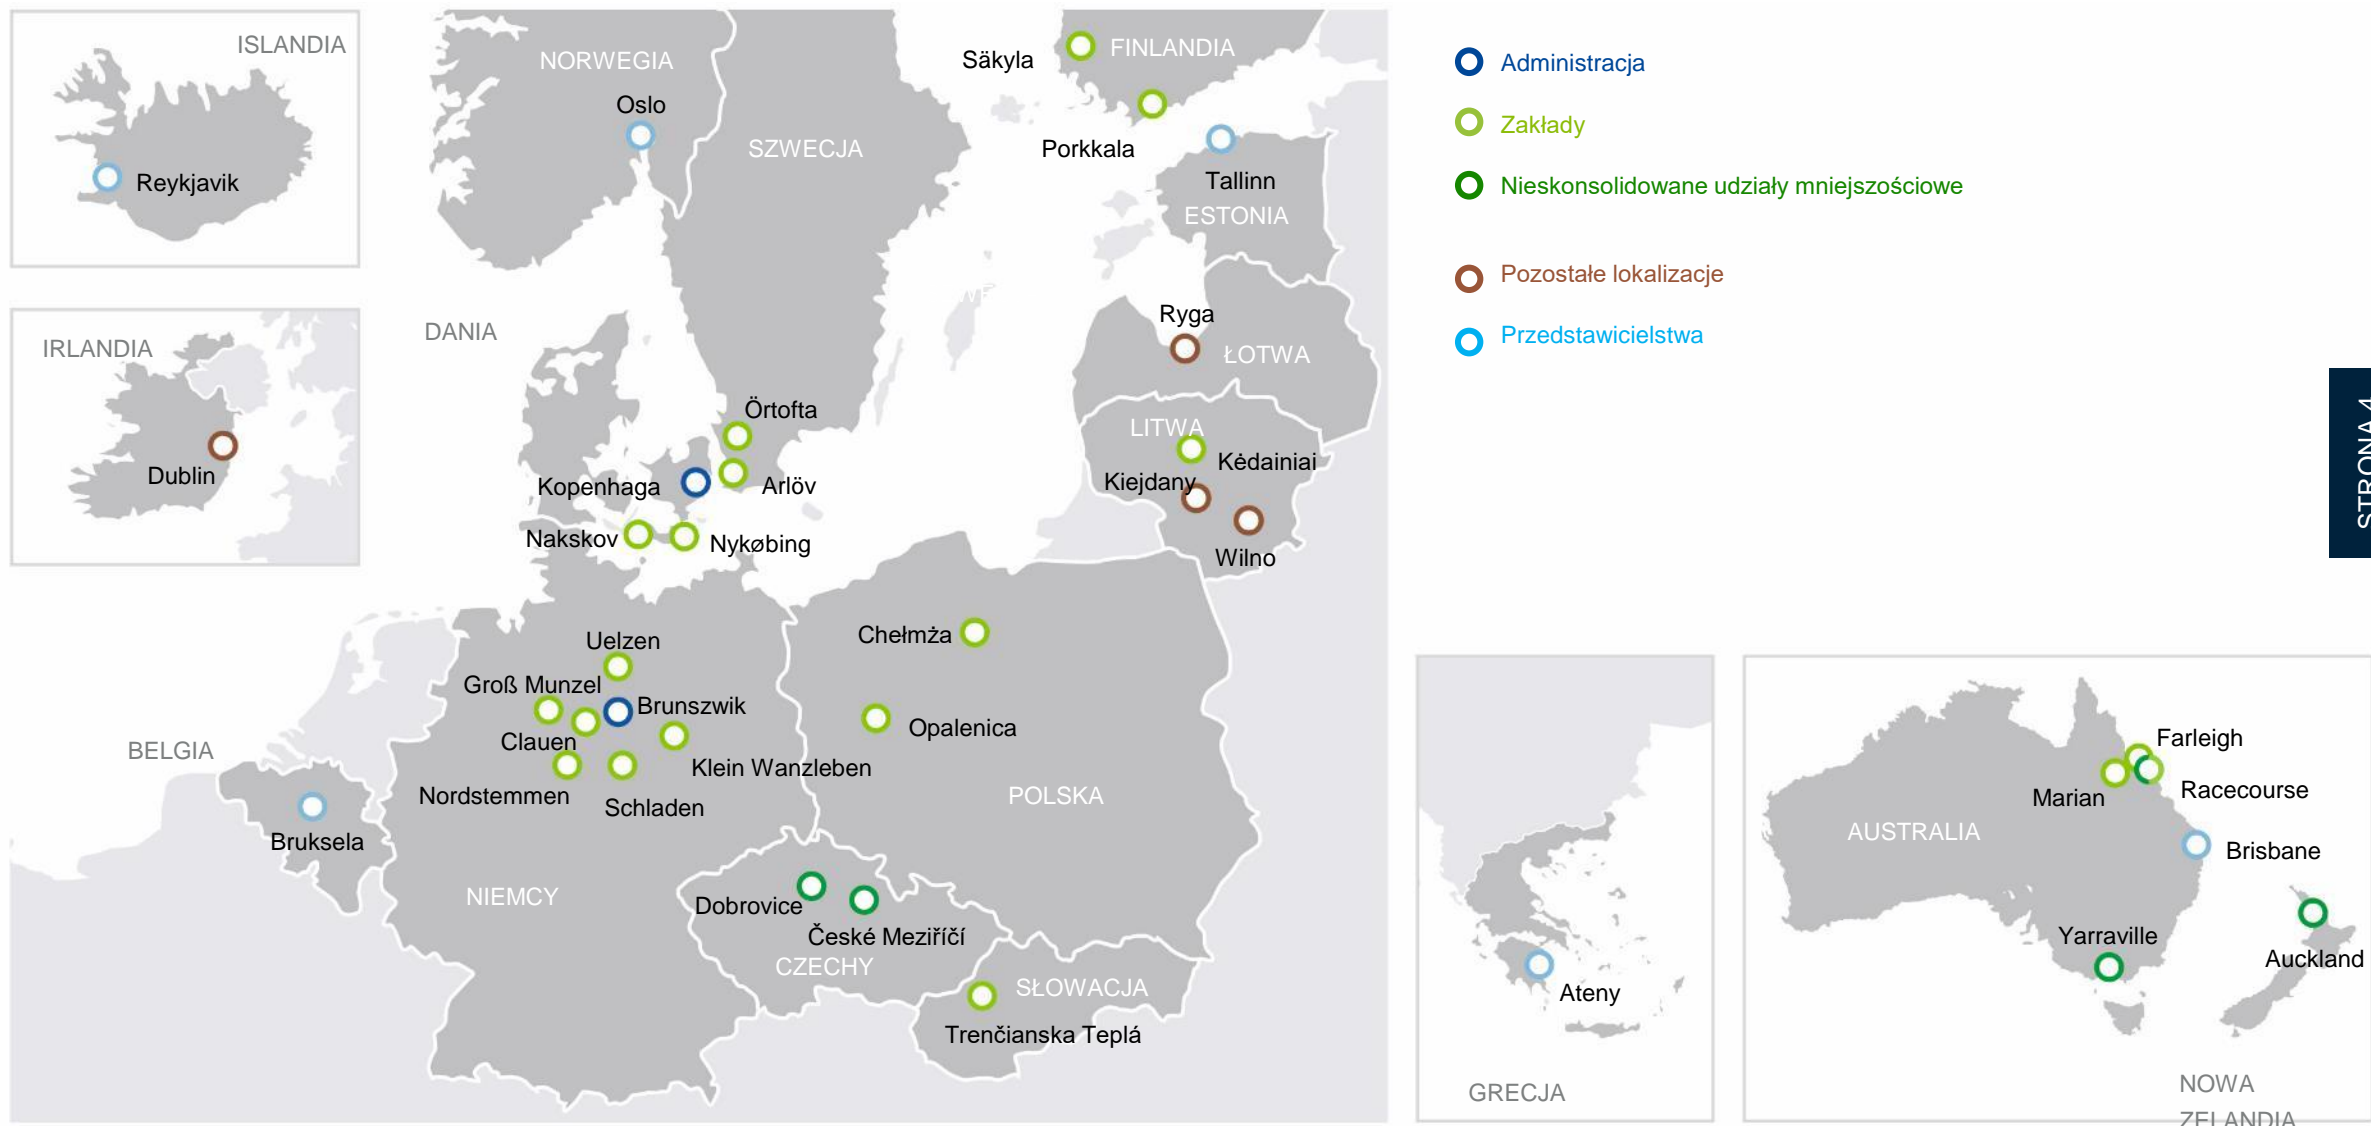 ISLANDIA
Reykjavik
IRLANDIA
Dublin
NORWEGIA
Oslo
SZWECJA
Säkyla
FINLANDIA
Porkkala
Tallinn
ESTONIA
DANIA
Ryga
ŁOTWA
Örtofta
LITWA
Kėdainiai
Kopenhaga
Arlöv
Kiejdany
Nakskov
Nykøbing
Wilno
Uelzen
Chełmża
Groß Munzel
Brunszwik
Opalenica
Clauen
Klein Wanzleben
Nordstemmen
Schladen
POLSKA
BELGIA
Bruksela
NIEMCY
Dobrovice
České Meziříčí
CZECHY
SŁOWACJA
Trenčianska Teplá
Administracja
Zakłady
Nieskonsolidowane udziały mniejszościowe
Pozostałe lokalizacje
Przedstawicielstwa
STRONA 4
Ateny
GRECJA
Farleigh
Racecourse
Marian
AUSTRALIA
Brisbane
Yarraville
Auckland
NOWA
ZELANDIA